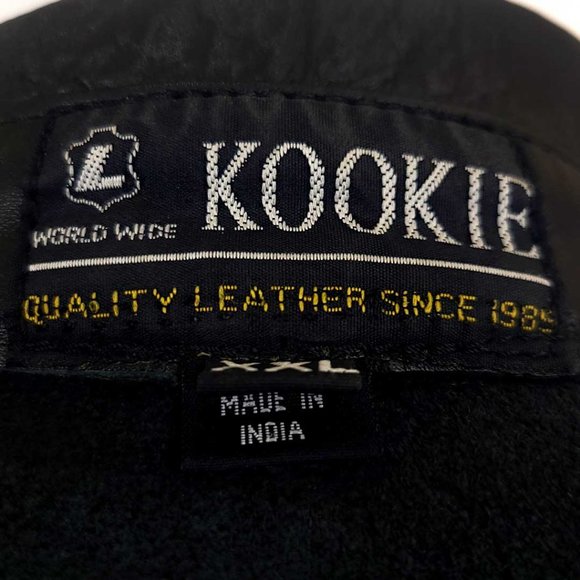 L
KOOKIE
WORLD WIDE
QUALITY LEATHER SINCE 1985
XXL
MADE IN
INDIA